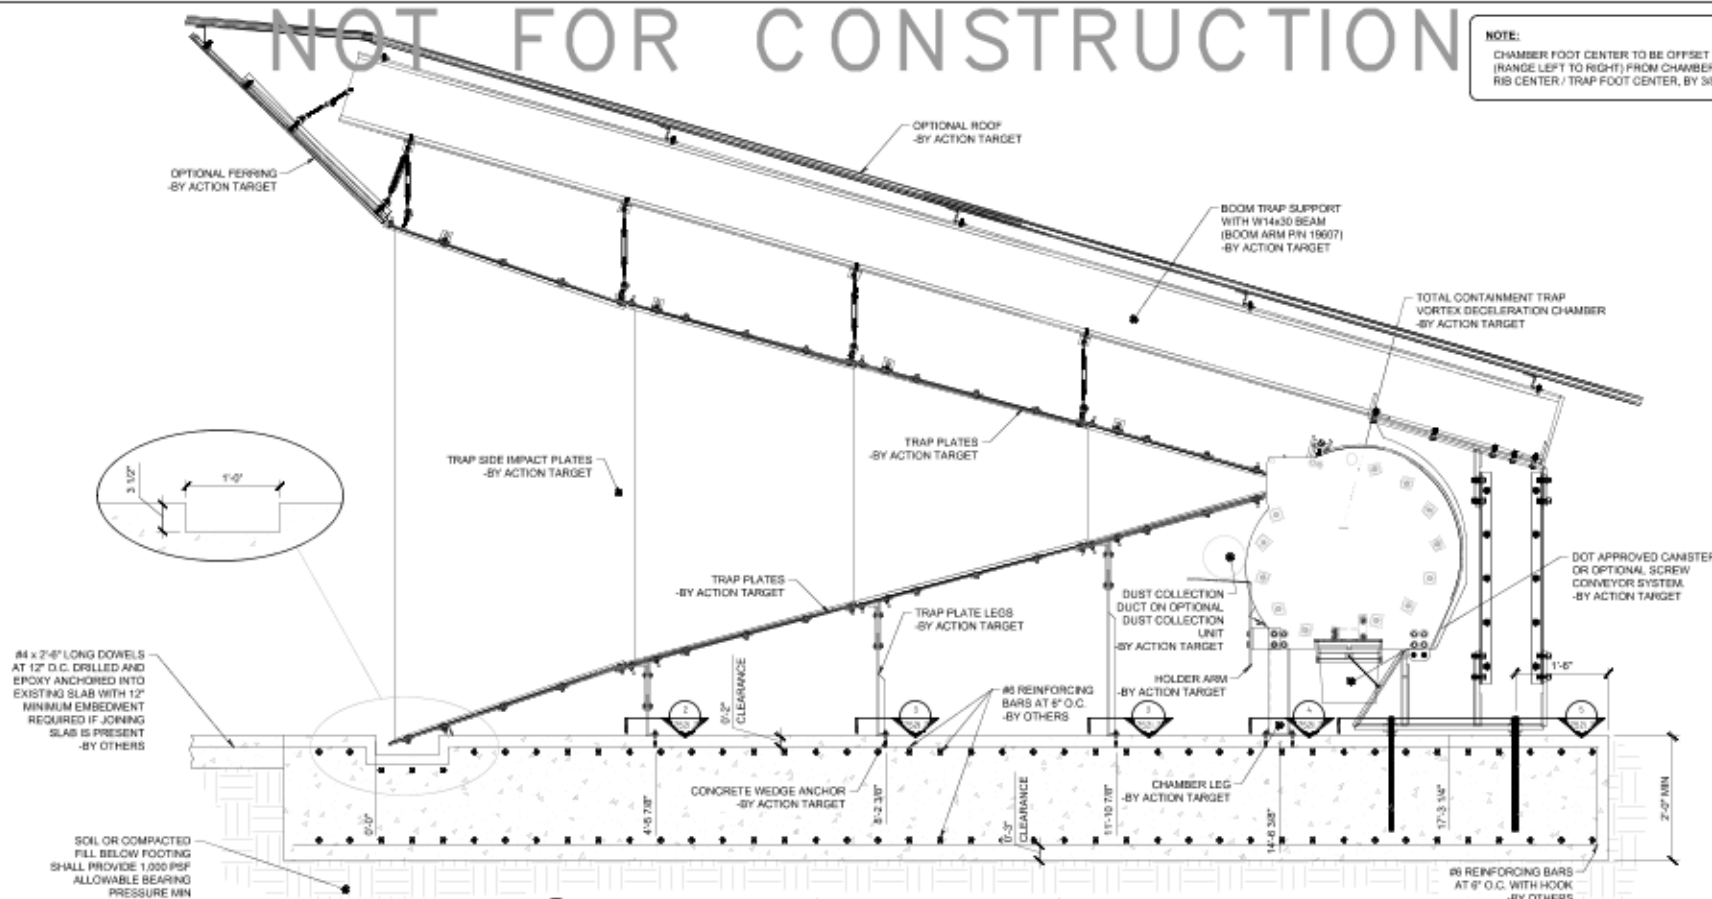 NOT FOR CONSTRUCTION
NOTE:
CHAMBER FOOT CENTER TO BE OFFSET
(RANGE LEFT TO RIGHT) FROM CHAMBER
RIB CENTER / TRAP FOOT CENTER, BY
OPTIONAL ROOF
-BY ACTION TARGET
OPTIONAL FERRING
-BY ACTION TARGET
BOOM TRAP SUPPORT
WITH W14x30 BEAM
(BOOM ARM P/N 19607)
-BY ACTION TARGET
TOTAL CONTAINMENT TRAP
VORTEX DECELERATION CHAMBER
-BY ACTION TARGET
TRAP PLATES
-BY ACTION TARGET
TRAP SIDE IMPACT PLATES
-BY ACTION TARGET
3 1/2"
1'-0"
DOT APPROVED CANISTER
OR OPTIONAL SCREW
CONVEYOR SYSTEM.
-BY ACTION TARGET
TRAP PLATES
-BY ACTION TARGET
TRAP PLATE LEGS
-BY ACTION TARGET
DUST COLLECTION
DUCT ON OPTIONAL
DUST COLLECTION
UNIT
-BY ACTION TARGET
HOLDER ARM
-BY ACTION TARGET
1'-6"
#4 x 2'-6" LONG DOWELS
AT 12" O.C. DRILLED AND
EPOXY ANCHORED INTO
EXISTING SLAB WITH 12"
MINIMUM EMBEDMENT
REQUIRED IF JOINING
SLAB IS PRESENT
-BY OTHERS
0'-2"
CLEARANCE
#6 REINFORCING
BARS AT 6" O.C.
-BY OTHERS
2
3
3
4
5
CONCRETE WEDGE ANCHOR
-BY ACTION TARGET
CHAMBER LEG
-BY ACTION TARGET
0'-0"
4'-6 7/8"
8'-2 3/8"
11'-10 7/8"
14'-6 3/8"
17'-3 1/4"
2'-0" MIN
0'-3"
CLEARANCE
SOIL OR COMPACTED
FILL BELOW FOOTING
SHALL PROVIDE 1,000 PSF
ALLOWABLE BEARING
PRESSURE MIN
#6 REINFORCING BARS
AT 6" O.C. WITH HOOK
-BY OTHERS